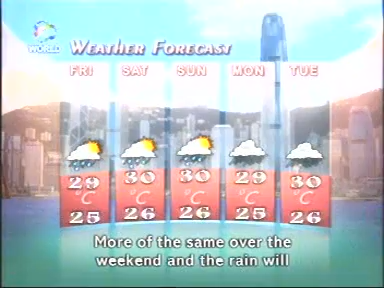 WORLD
WEATHER FORECAST
FRI SAT SUN MON TUE
29 30 30 29 30
°C °C °C °C °C
25 26 26 25 26
More of the same over the
weekend and the rain will